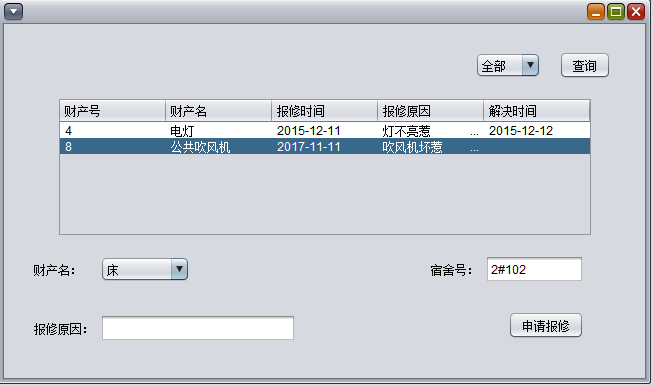 全部 查询
财产号 财产名 报修时间 报修原因 解决时间
4 电灯 2015-12-11 灯不亮惹 ... 2015-12-12
8 公共吹风机 2017-11-11 吹风机坏惹 ...
财产名： 床 宿舍号： 2#102
报修原因： 申请报修